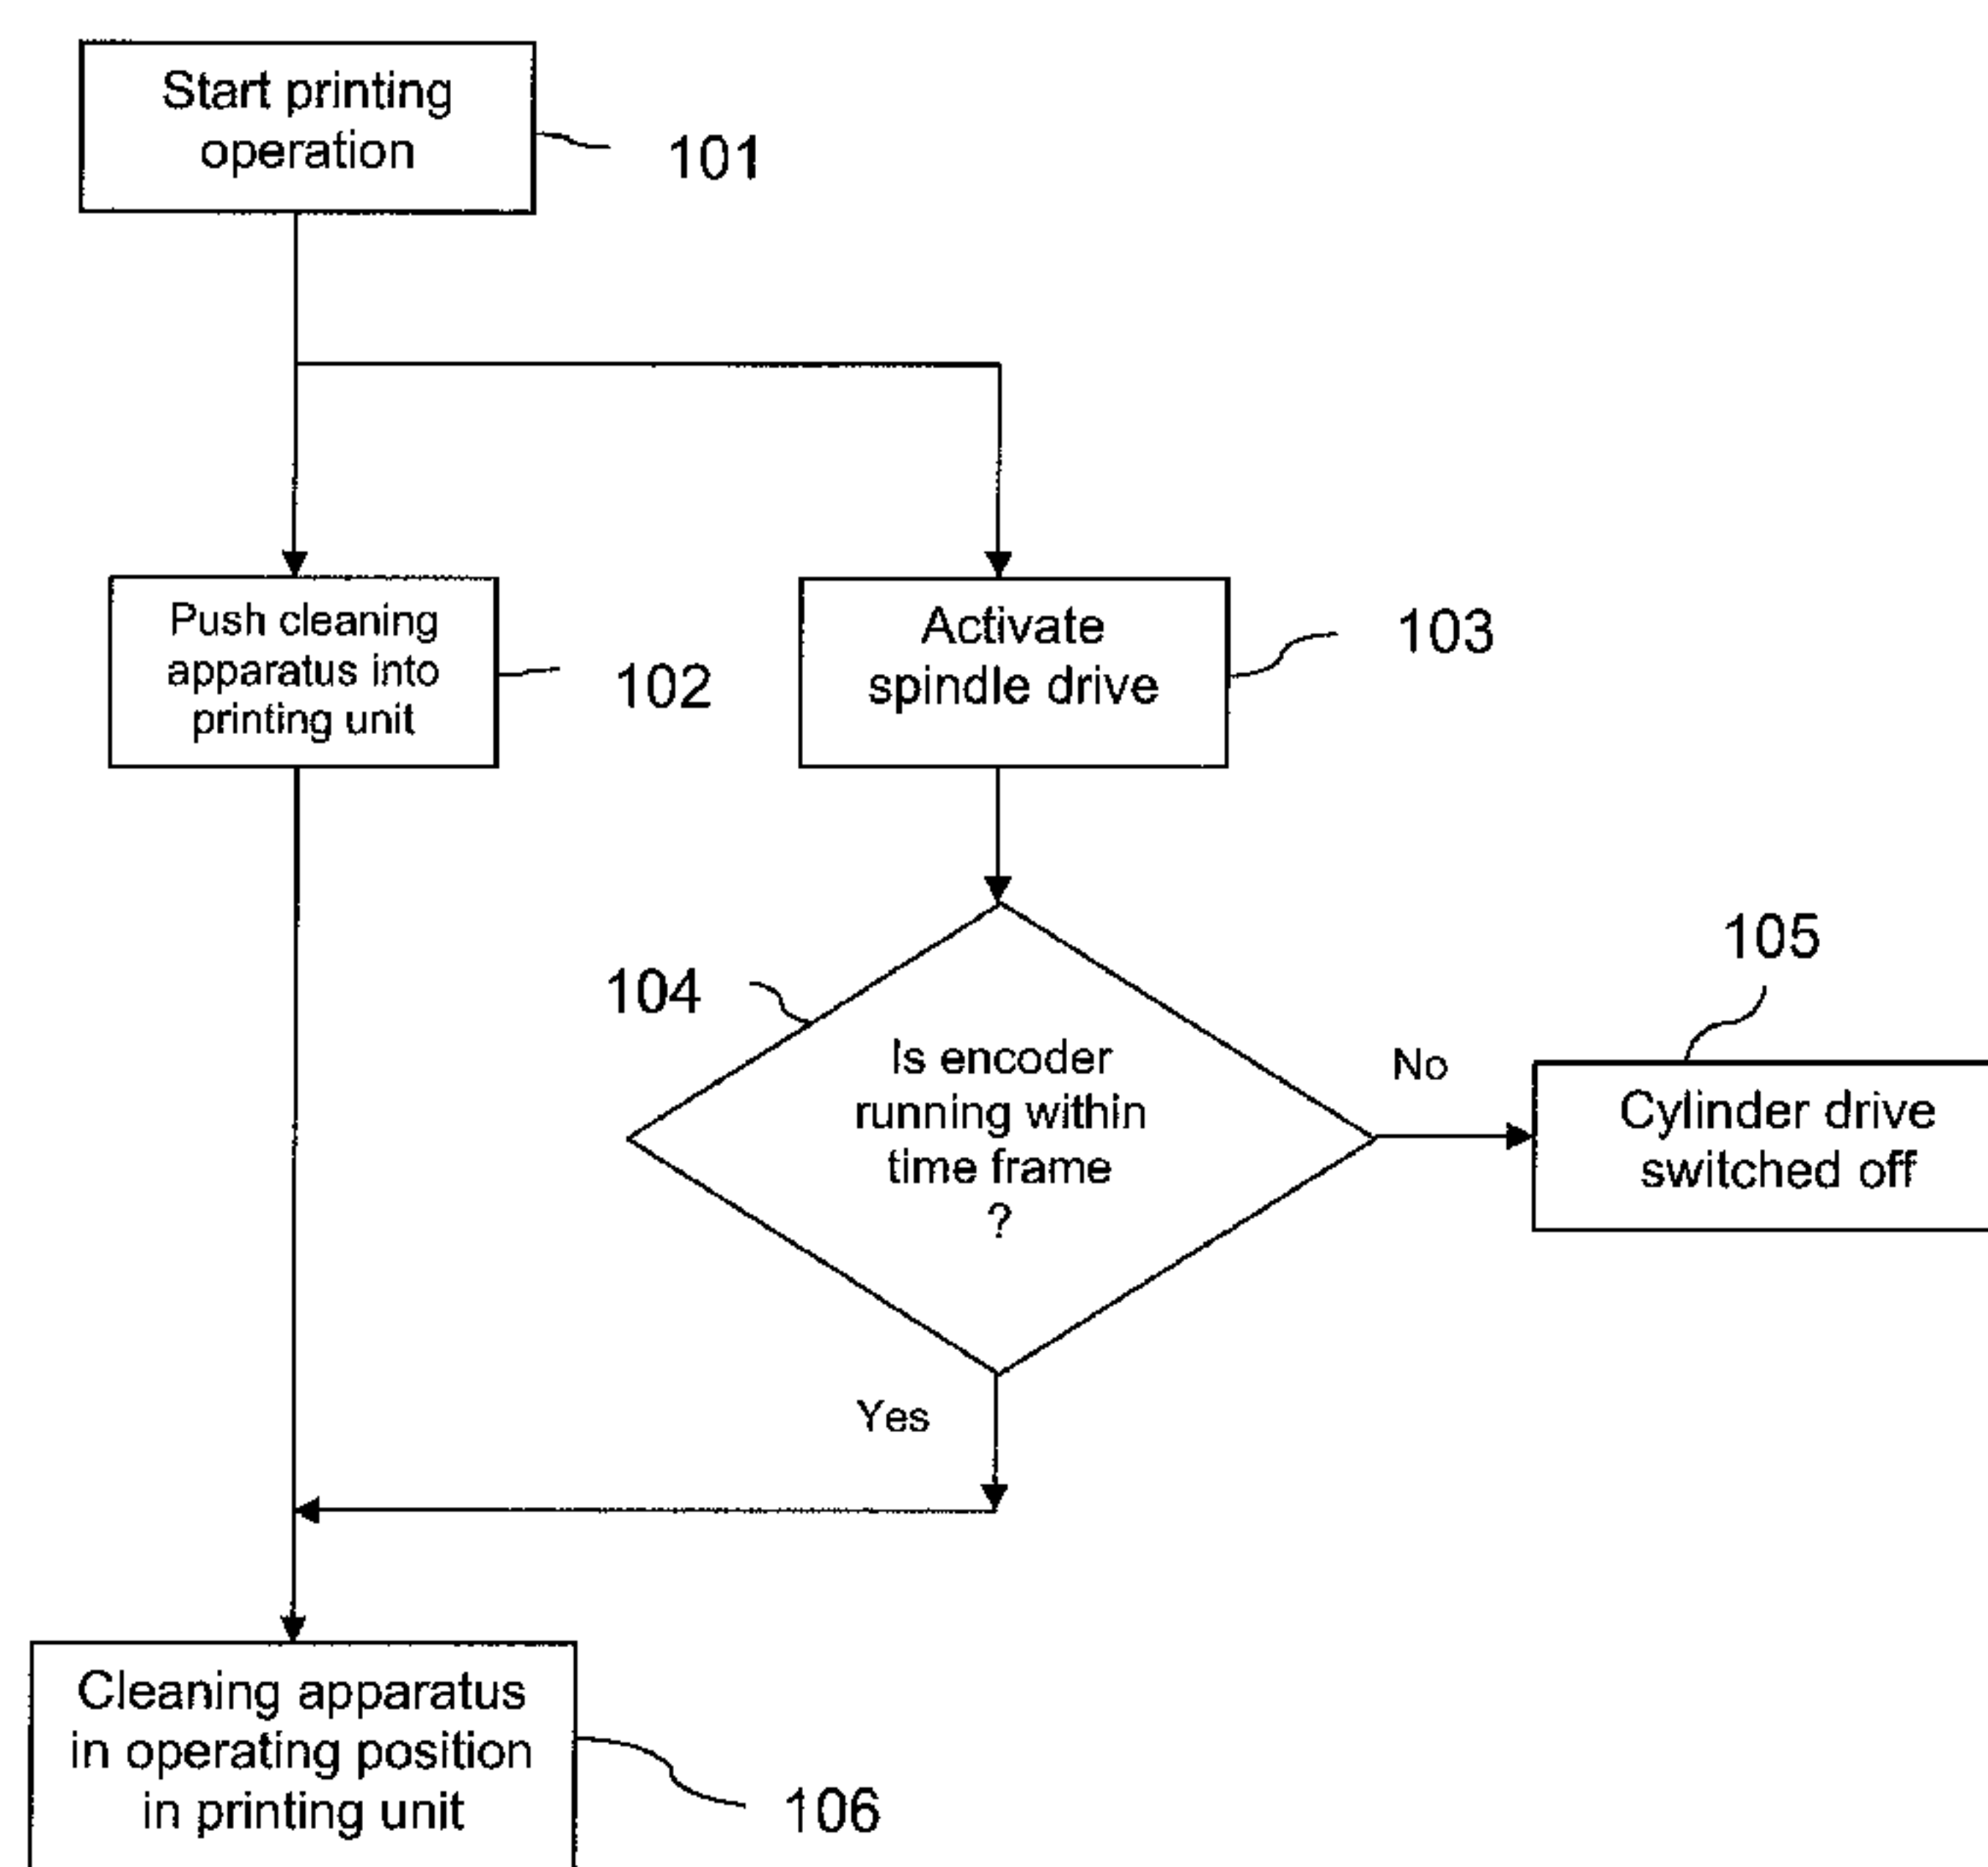 Start printing
operation
101
Push cleaning
apparatus into
printing unit
102
Activate
spindle drive
103
104
Is encoder
running within
time frame
?
No
105
Cylinder drive
switched off
Yes
Cleaning apparatus
in operating position
in printing unit
106